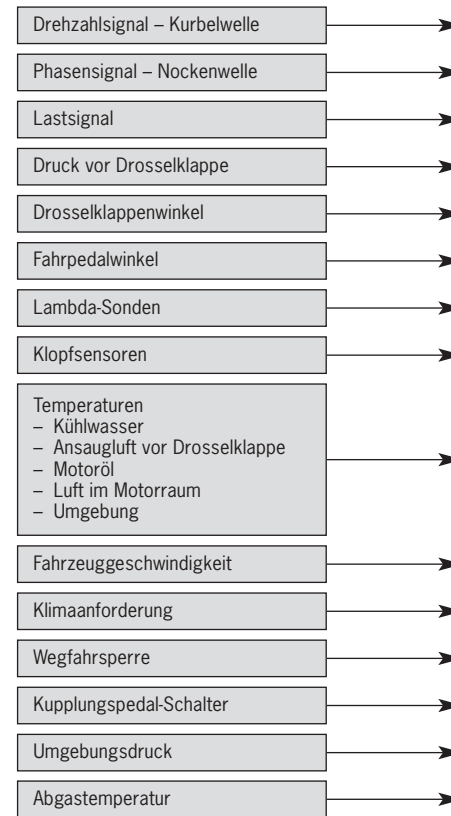 Drehzahlsignal – Kurbelwelle
Phasensignal – Nockenwelle
Lastsignal
Druck vor Drosselklappe
Drosselklappenwinkel
Fahrpedalwinkel
Lambda-Sonden
Klopfsensoren
Temperaturen
– Kühlwasser
– Ansaugluft vor Drosselklappe
– Motoröl
– Luft im Motorraum
– Umgebung
Fahrzeuggeschwindigkeit
Klimaanforderung
Wegfahrsperre
Kupplungspedal-Schalter
Umgebungsdruck
Abgastemperatur